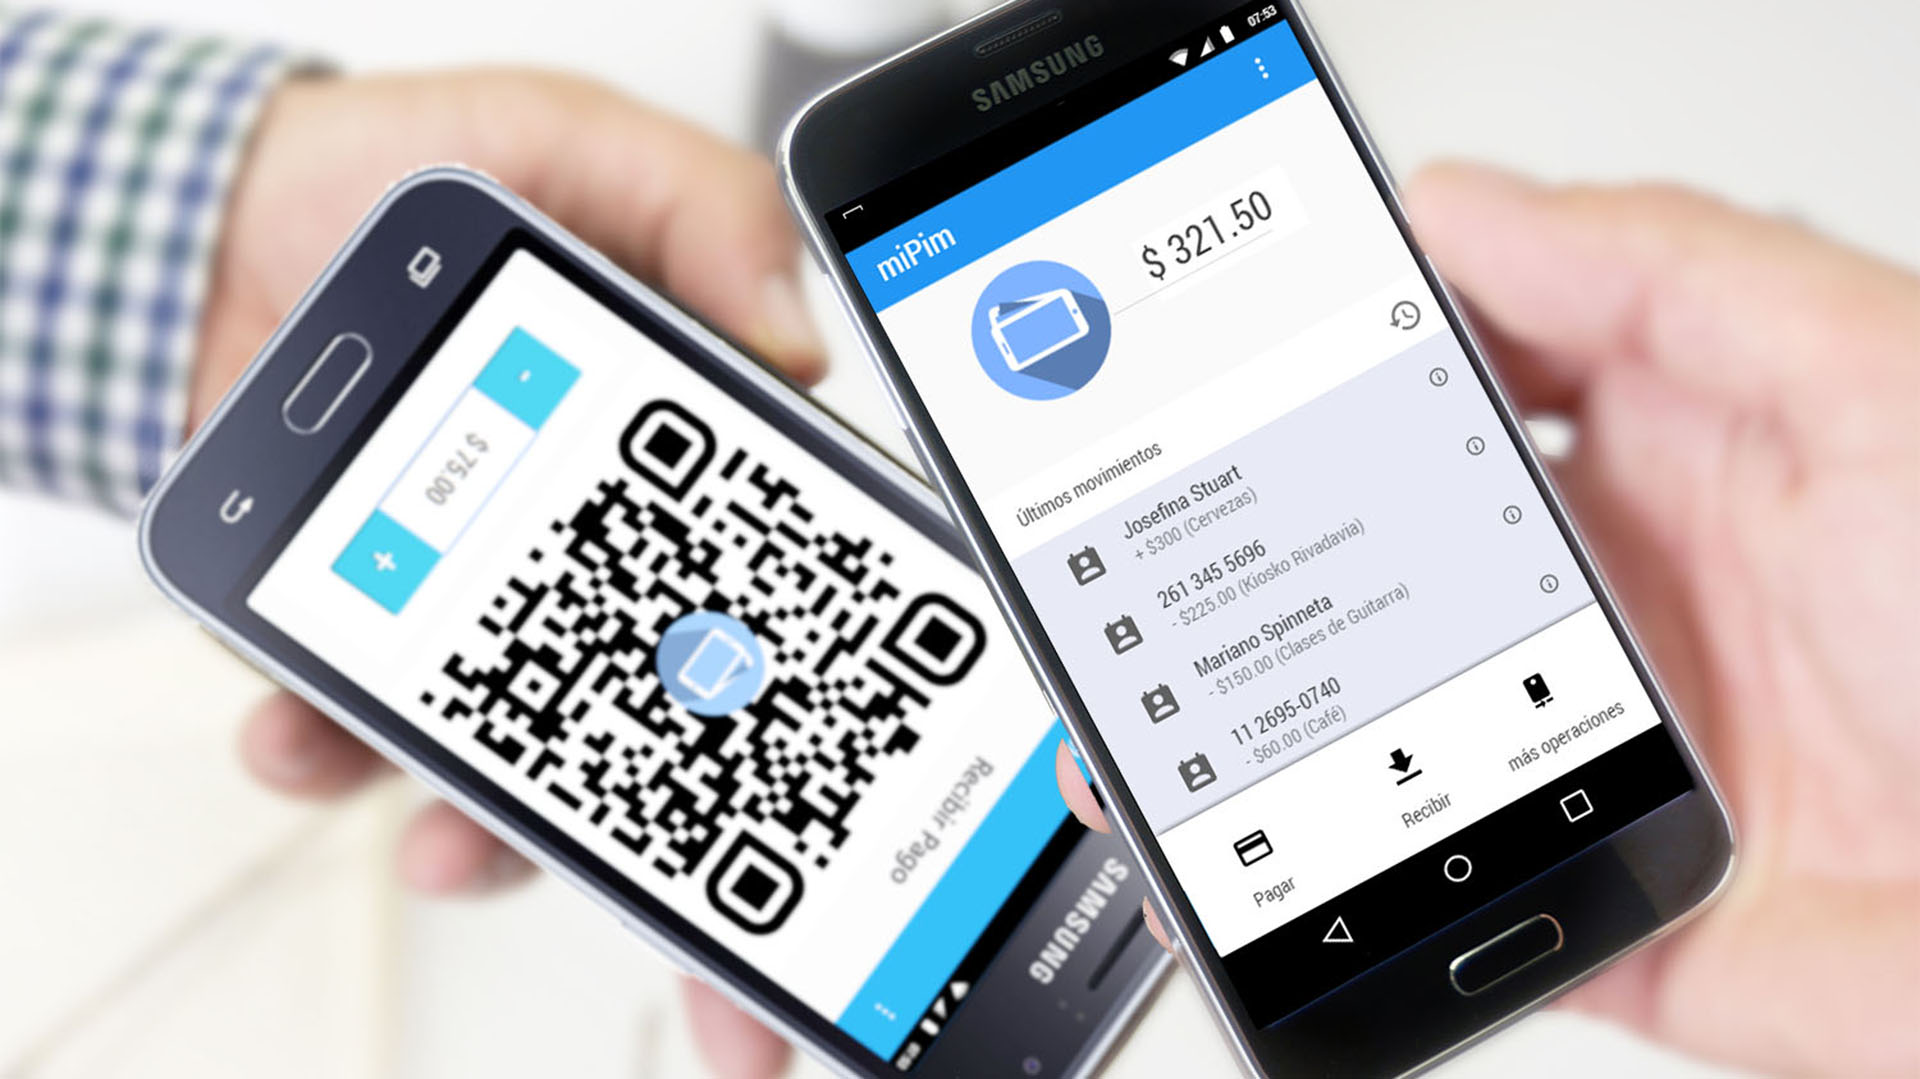 SAMSUNG
07:53
miPim
$ 321.50
Últimos movimientos
Josefina Stuart
+ $300 (Cervezas)
261 345 5696
- $225.00 (Kiosko Rivadavia)
Mariano Spinneta
- $150.00 (Clases de Guitarra)
11 2695-0740
- $60.00 (Café)
Pagar
Recibir
más operaciones
SAMSUNG
Recibir Pago
-
$ 75.00
+